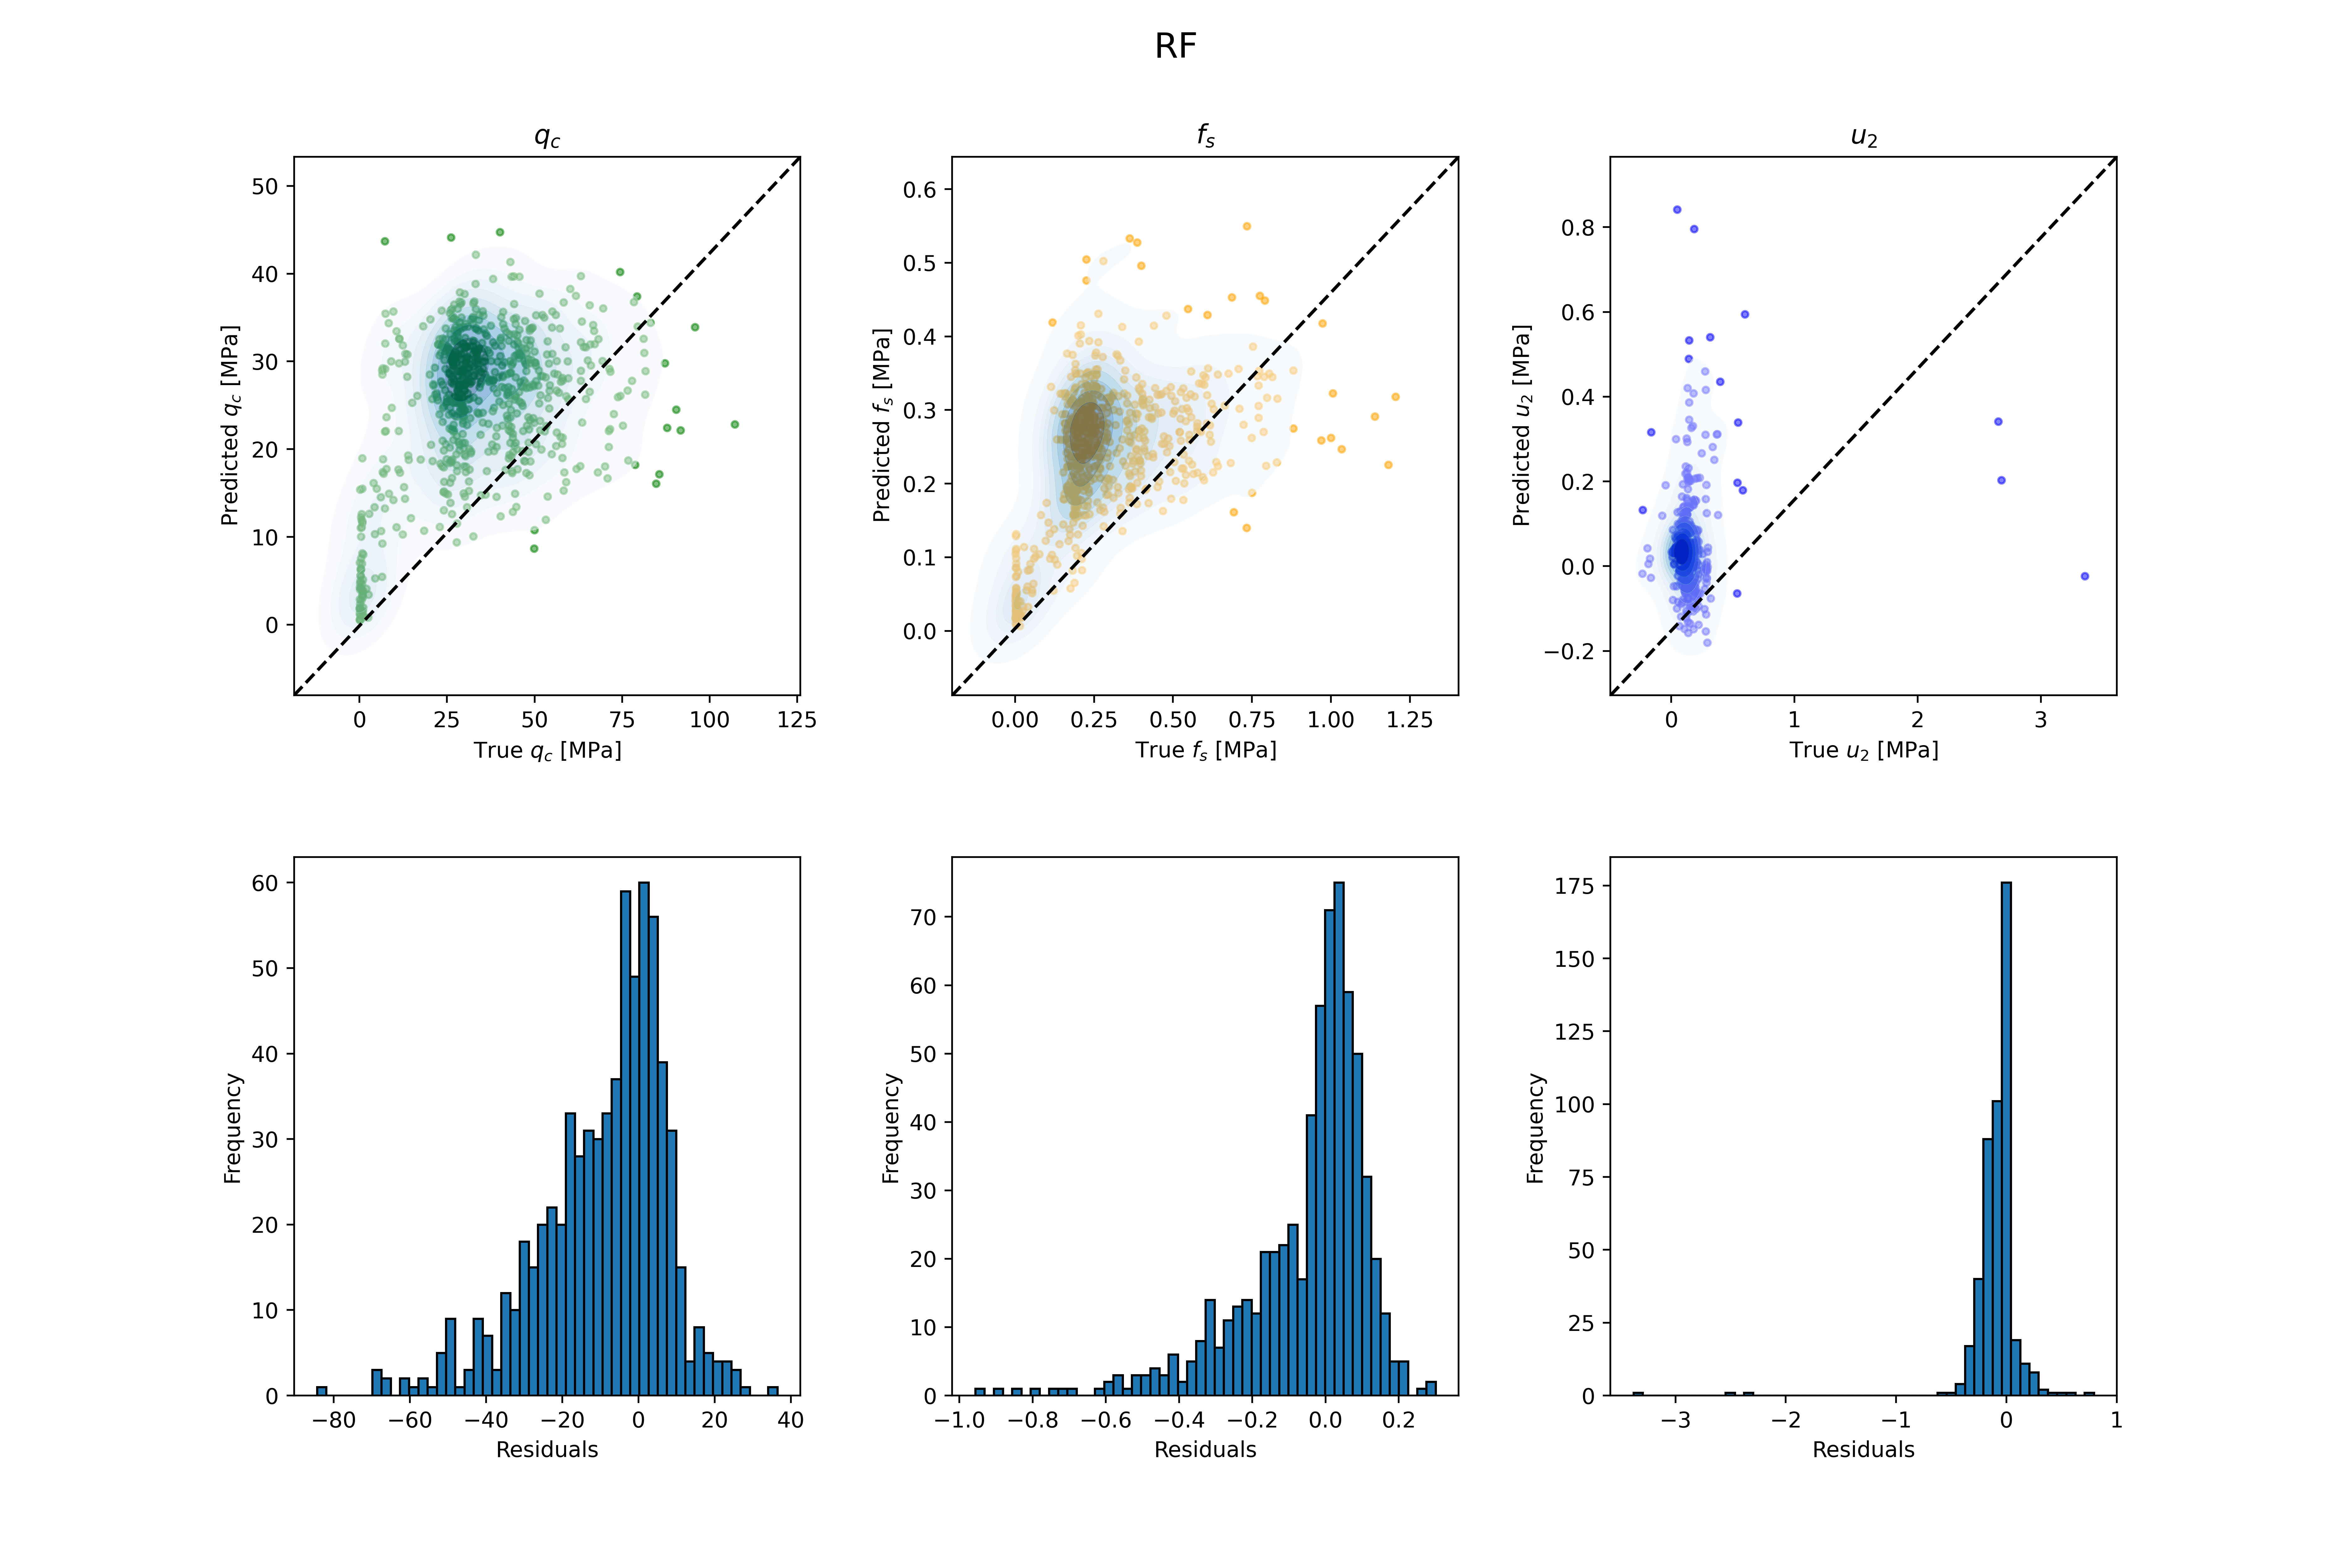 RF
q_c
f_s
u_2
50
40
30
20
10
0
Predicted q_c [MPa]
0 25 50 75 100 125
True q_c [MPa]
0.6
0.5
0.4
0.3
0.2
0.1
0.0
Predicted f_s [MPa]
0.00 0.25 0.50 0.75 1.00 1.25
True f_s [MPa]
0.8
0.6
0.4
0.2
0.0
−0.2
Predicted u_2 [MPa]
0 1 2 3
True u_2 [MPa]
60
50
40
30
20
10
0
Frequency
−80 −60 −40 −20 0 20 40
Residuals
70
60
50
40
30
20
10
0
Frequency
−1.0 −0.8 −0.6 −0.4 −0.2 0.0 0.2
Residuals
175
150
125
100
75
50
25
0
Frequency
−3 −2 −1 0 1
Residuals